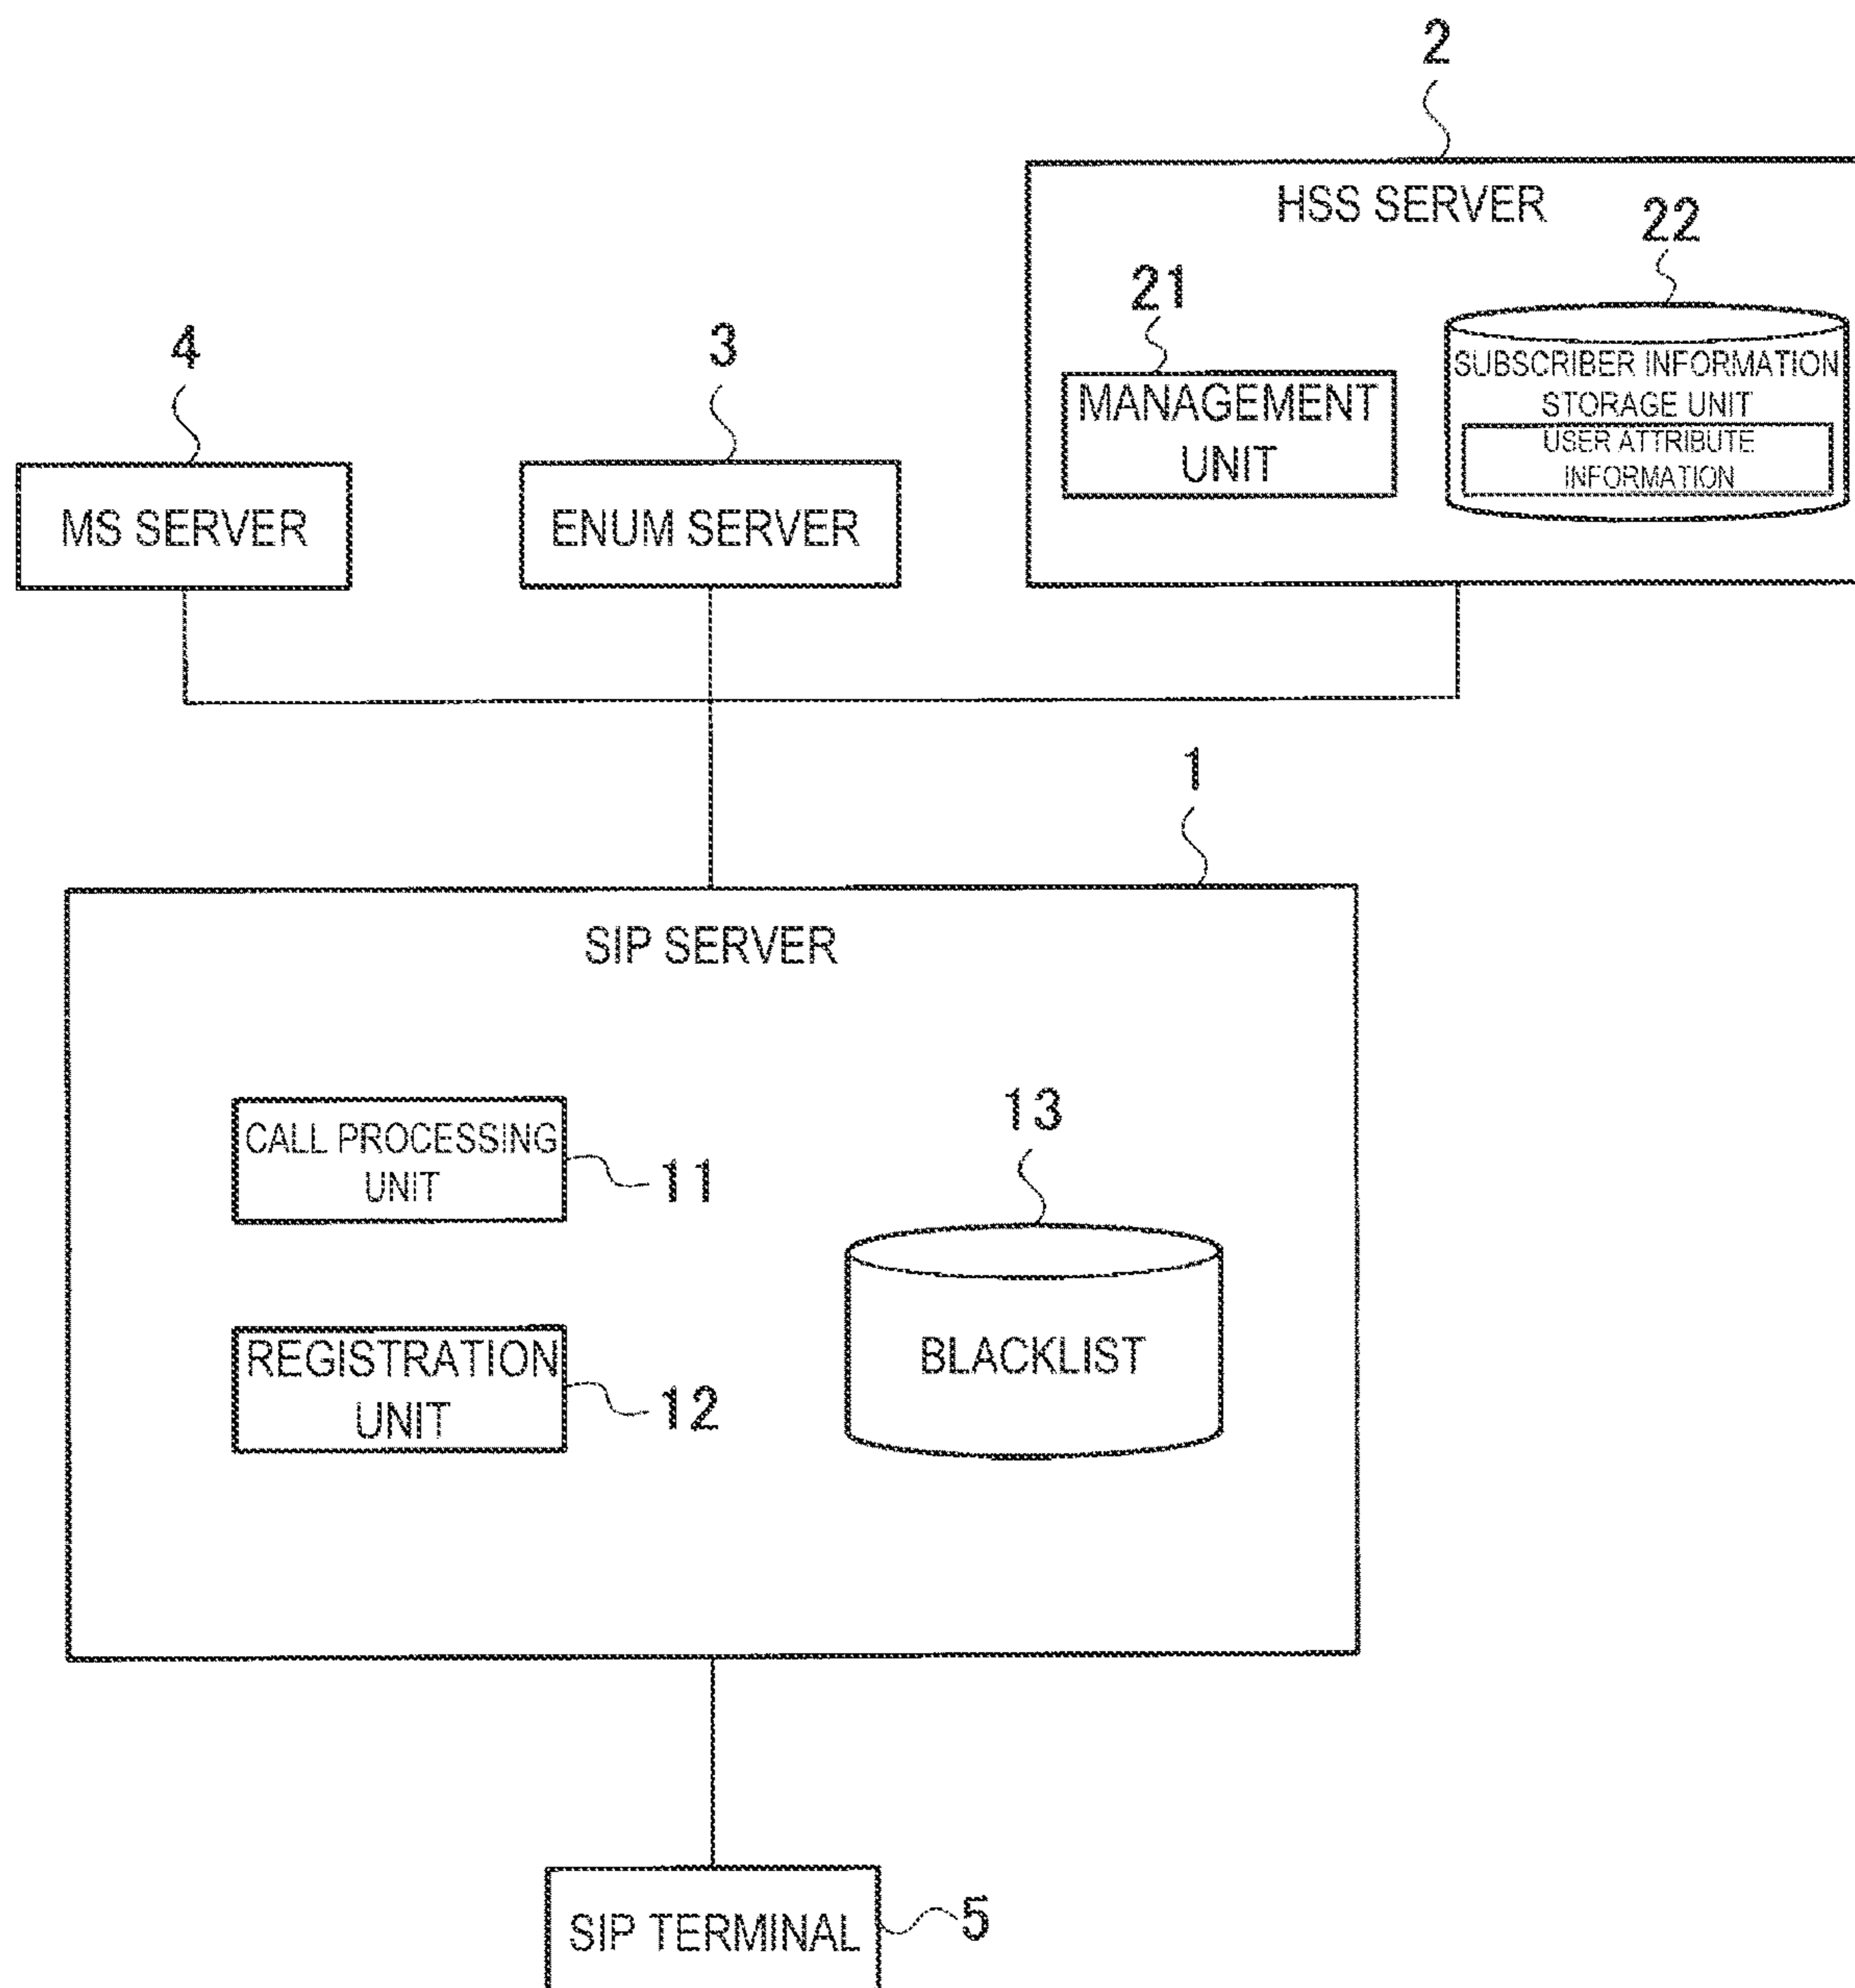 2
HSS SERVER
22
21
SUBSCRIBER INFORMATION
STORAGE UNIT
MANAGEMENT
UNIT
USER ATTRIBUTE
INFORMATION
4
3
MS SERVER
ENUM SERVER
1
SIP SERVER
CALL PROCESSING
UNIT
11
13
REGISTRATION
UNIT
12
BLACKLIST
SIP TERMINAL
5